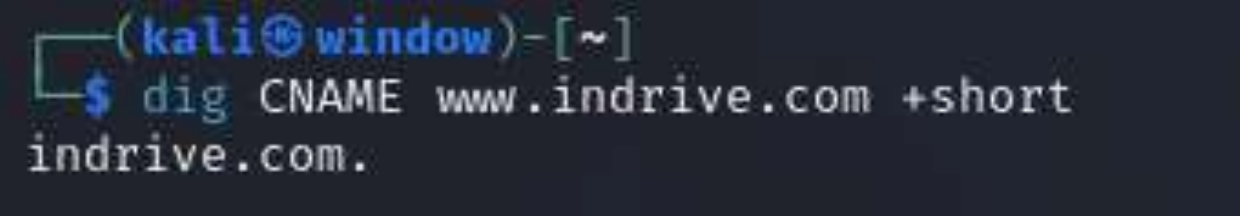 ┌──(kali㉿window)-[~]
└─$ dig CNAME www.indrive.com +short
indrive.com.